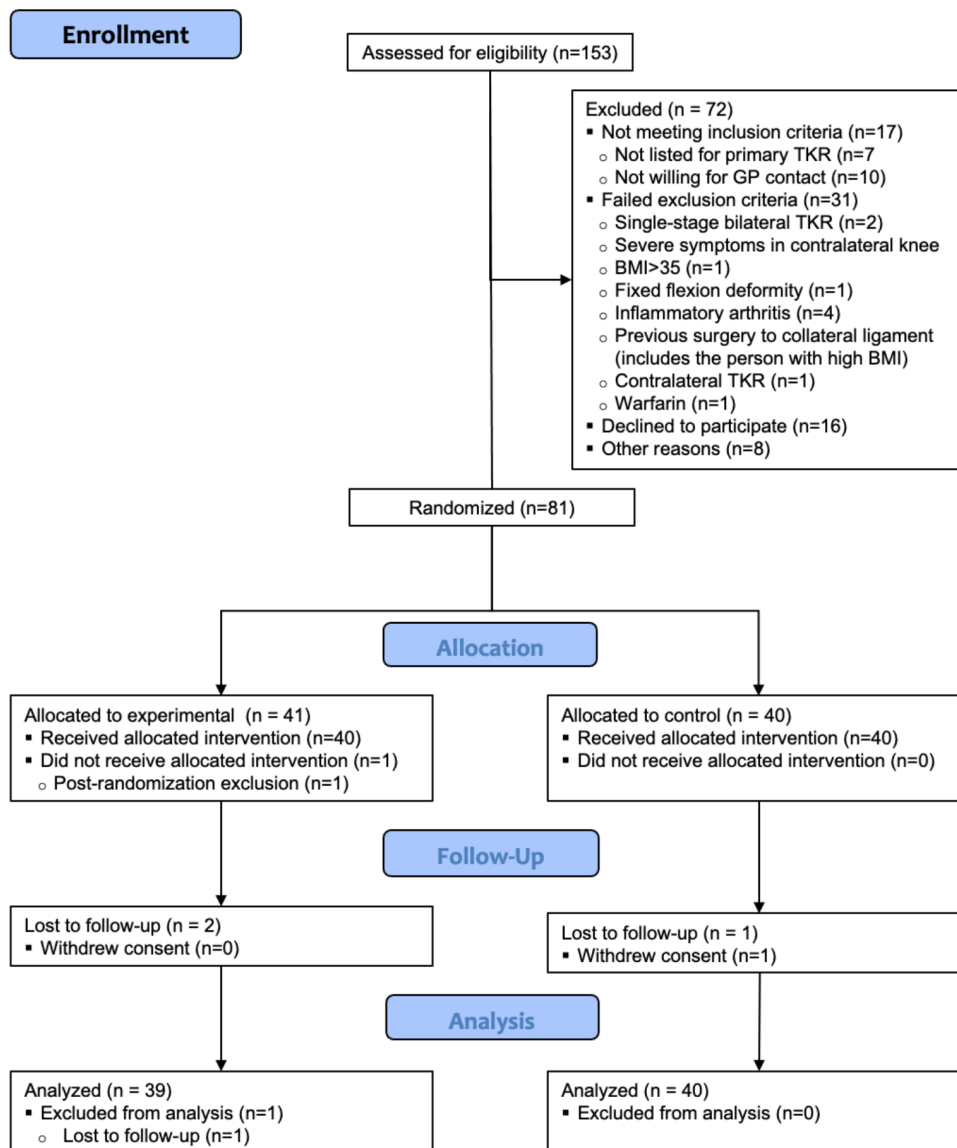 Enrollment
Assessed for eligibility (n=153)
Excluded (n = 72)
▪ Not meeting inclusion criteria (n=17)
o Not listed for primary TKR (n=7
o Not willing for GP contact (n=10)
▪ Failed exclusion criteria (n=31)
o Single-stage bilateral TKR (n=2)
o Severe symptoms in contralateral knee
o BMI>35 (n=1)
o Fixed flexion deformity (n=1)
o Inflammatory arthritis (n=4)
o Previous surgery to collateral ligament
(includes the person with high BMI)
o Contralateral TKR (n=1)
o Warfarin (n=1)
▪ Declined to participate (n=16)
▪ Other reasons (n=8)
Randomized (n=81)
Allocation
Allocated to experimental (n = 41)
▪ Received allocated intervention (n=40)
▪ Did not receive allocated intervention (n=1)
o Post-randomization exclusion (n=1)
Allocated to control (n = 40)
▪ Received allocated intervention (n=40)
▪ Did not receive allocated intervention (n=0)
Follow-Up
Lost to follow-up (n = 2)
▪ Withdrew consent (n=0)
Lost to follow-up (n = 1)
▪ Withdrew consent (n=1)
Analysis
Analyzed (n = 39)
▪ Excluded from analysis (n=1)
o Lost to follow-up (n=1)
Analyzed (n = 40)
▪ Excluded from analysis (n=0)